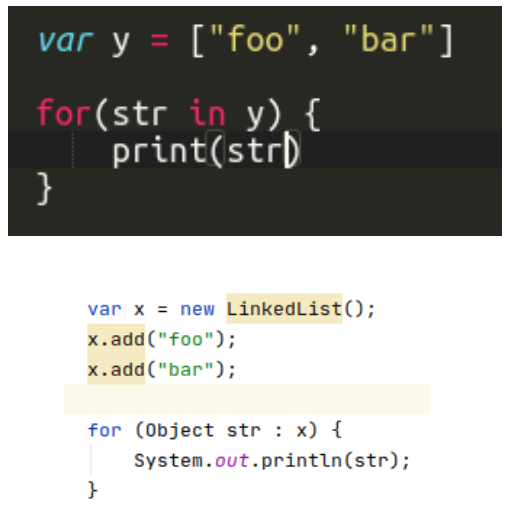 var y = ["foo", "bar"]
for(str in y) {
print(str)
}
var x = new LinkedList();
x.add("foo");
x.add("bar");
for (Object str : x) {
System.out.println(str);
}